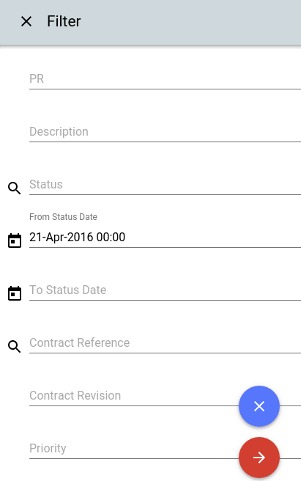 Filter
PR
Description
Status
From Status Date
21-Apr-2016 00:00
To Status Date
Contract Reference
Contract Revision
Priority